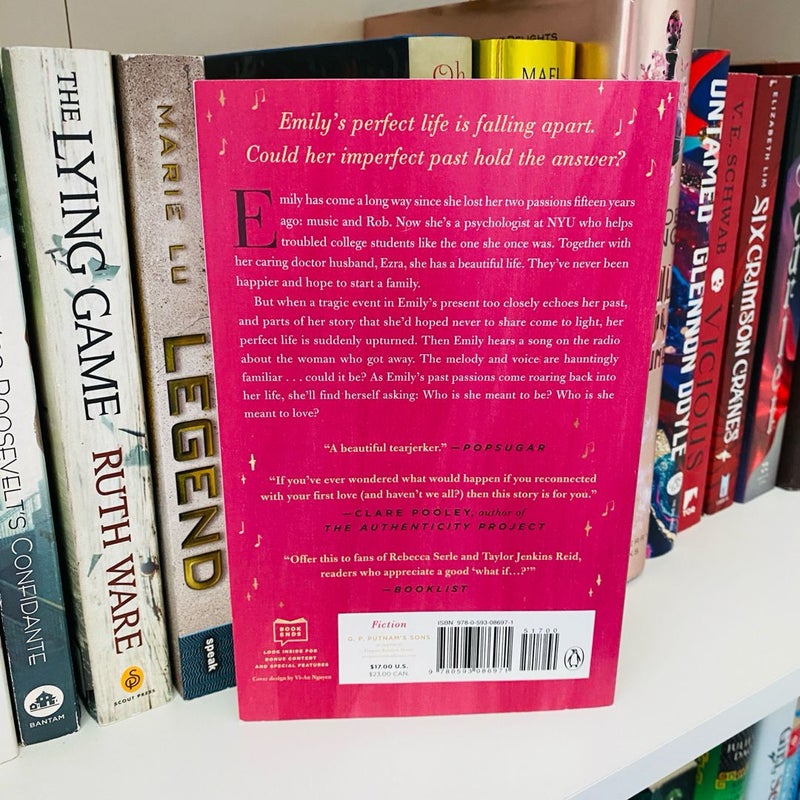 Emily's perfect life is falling apart.
Could her imperfect past hold the answer?
Emily has come a long way since she lost her two passions fifteen years
ago: music and Rob. Now she's a psychologist at NYU who helps
troubled college students like the one she once was. Together with
her caring doctor husband, Ezra, she has a beautiful life. They've never been
happier and hope to start a family.
But when a tragic event in Emily's present too closely echoes her past,
and parts of her story that she'd hoped never to share come to light, her
perfect life is suddenly upturned. Then Emily hears a song on the radio
about the woman who got away. The melody and voice are hauntingly
familiar . . . could it be? As Emily's past passions come roaring back into
her life, she'll find herself asking: Who is she meant to be? Who is she
meant to love?
“A beautiful tearjerker.” —POPSUGAR
“If you've ever wondered what would happen if you reconnected
with your first love (and haven't we all?) then this story is for you.”
—CLARE POOLEY, author of
THE AUTHENTICITY PROJECT
“Offer this to fans of Rebecca Serle and Taylor Jenkins Reid,
readers who appreciate a good ‘what if...?’”
—BOOKLIST
BOOK
ENDS
LOOK INSIDE FOR
BONUS CONTENT
AND SPECIAL FEATURES
Cover design by Vi-An Nguyen
Fiction
G. P. PUTNAM'S SONS
$17.00 U.S.
$23.00 CAN.
ISBN 978-0-593-08697-1
51700
9 780593 086971
ROOSEVELT'S CONFIDANTE
BANTAM
THE LYING GAME RUTH WARE
SCOUT PRESS
MARIE LU LEGEND
speak
Oh
MAFI
DELIGHTS
UNTAMED GLENNON DOYLE
V. E. SCHWAB VICIOUS
ELIZABETH LIM SIX CRIMSON CRANES